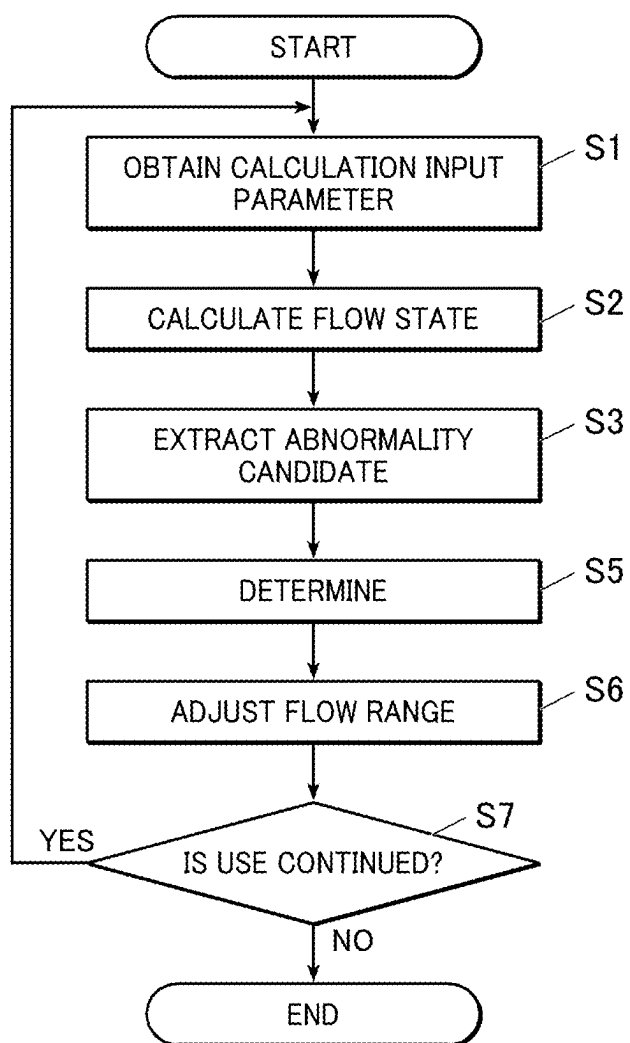 START
OBTAIN CALCULATION INPUT
PARAMETER
S1
CALCULATE FLOW STATE
S2
EXTRACT ABNORMALITY
CANDIDATE
S3
DETERMINE
S5
ADJUST FLOW RANGE
S6
IS USE CONTINUED?
S7
YES
NO
END